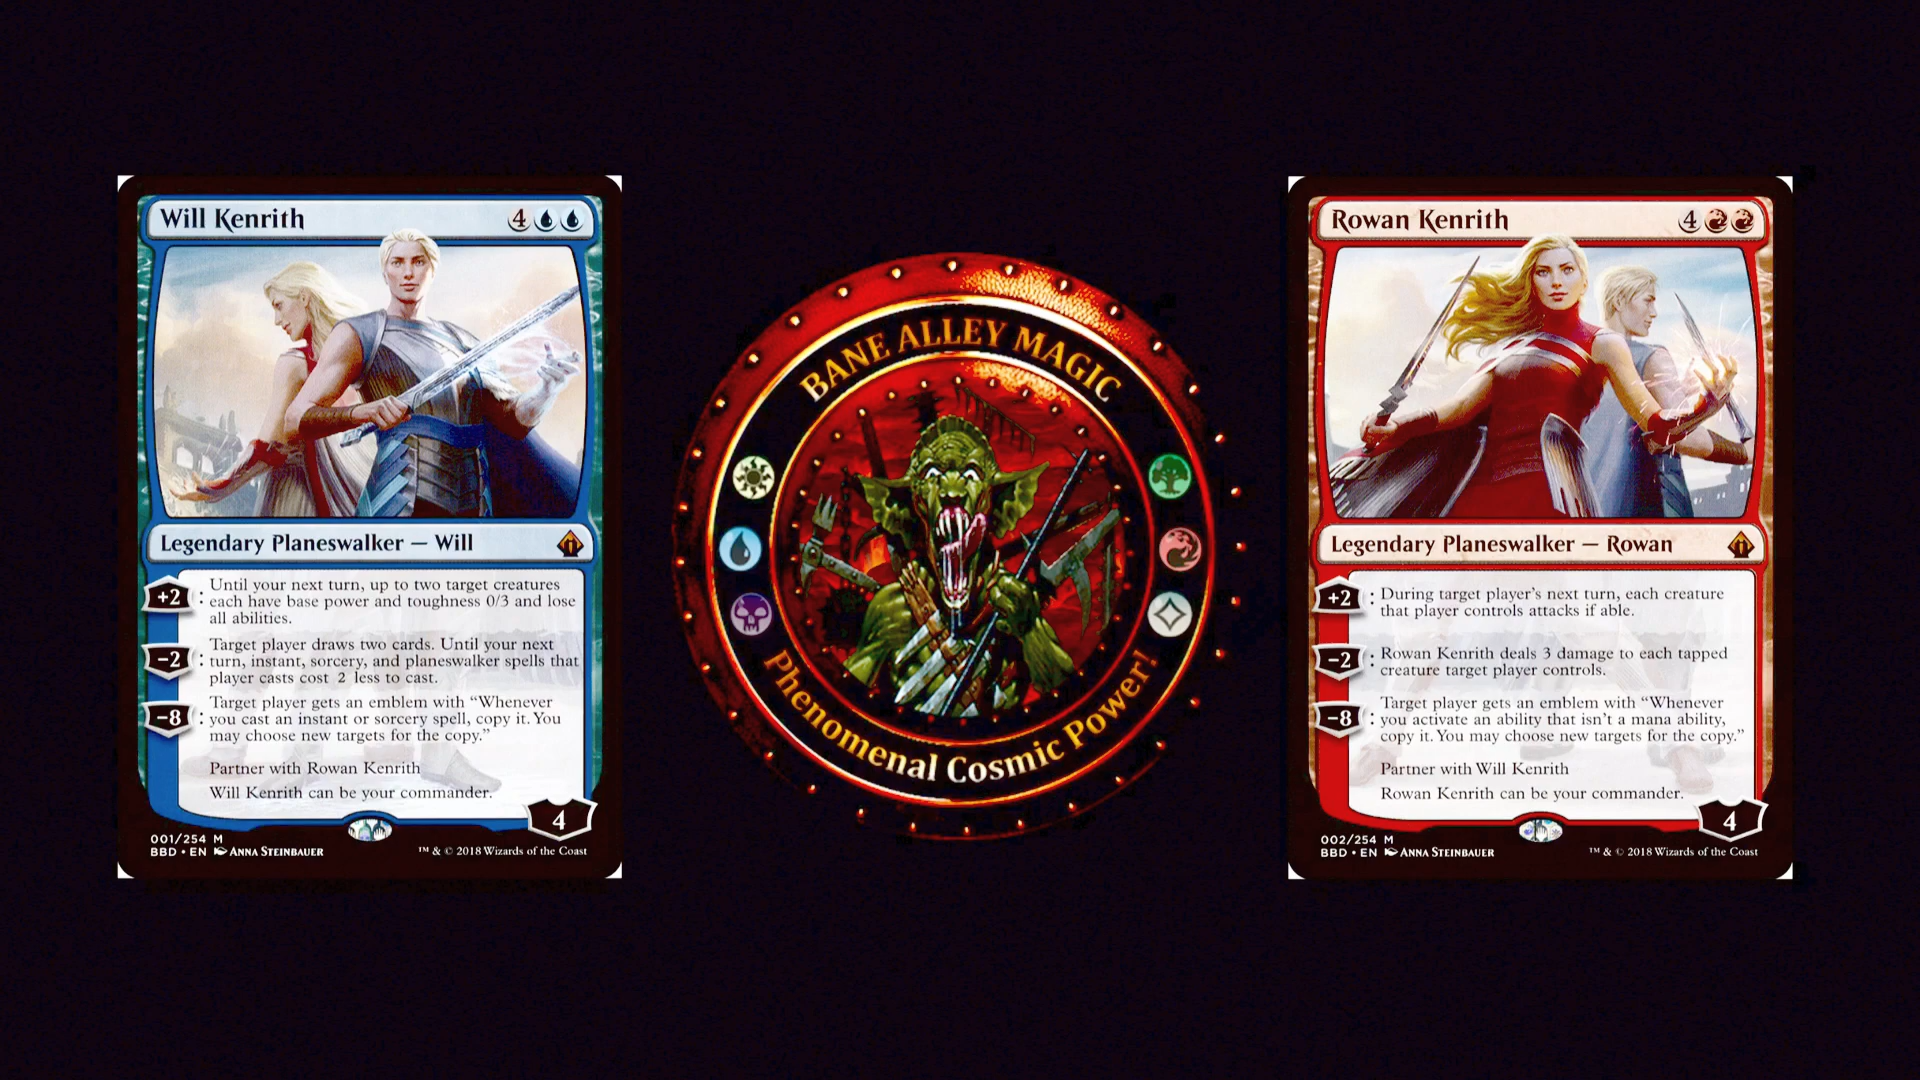 Will Kenrith
4
Legendary Planeswalker — Will
+2 : Until your next turn, up to two target creatures
each have base power and toughness 0/3 and lose
all abilities.
−2 : Target player draws two cards. Until your next
turn, instant, sorcery, and planeswalker spells that
player casts cost 2 less to cast.
−8 : Target player gets an emblem with “Whenever
you cast an instant or sorcery spell, copy it. You
may choose new targets for the copy.”
Partner with Rowan Kenrith
Will Kenrith can be your commander.
4
001/254 M
BBD • EN ANNA STEINBAUER
™ & © 2018 Wizards of the Coast
BANE ALLEY MAGIC
Phenomenal Cosmic Power!
Rowan Kenrith
4
Legendary Planeswalker — Rowan
+2 : During target player’s next turn, each creature
that player controls attacks if able.
−2 : Rowan Kenrith deals 3 damage to each tapped
creature target player controls.
−8 : Target player gets an emblem with “Whenever
you activate an ability that isn’t a mana ability,
copy it. You may choose new targets for the copy.”
Partner with Will Kenrith
Rowan Kenrith can be your commander.
4
002/254 M
BBD • EN ANNA STEINBAUER
™ & © 2018 Wizards of the Coast